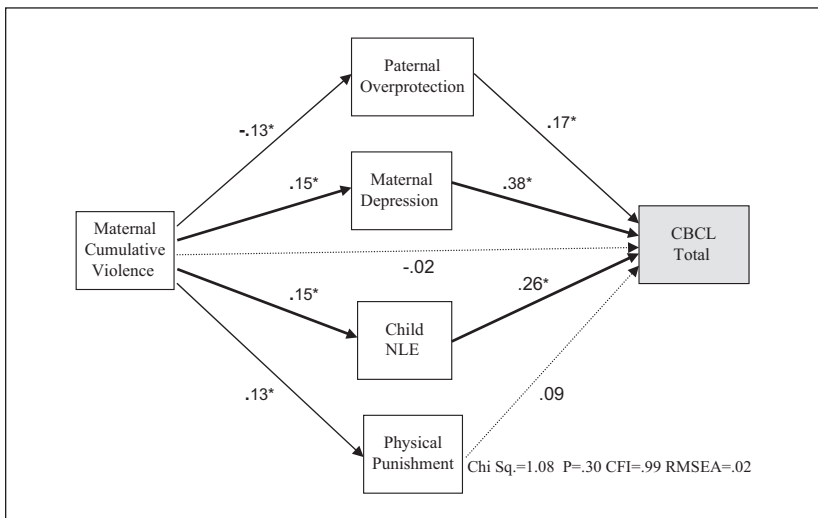 Paternal
Overprotection
-.13*
.17*
Maternal
Depression
.15*
.38*
Maternal
Cumulative
Violence
CBCL
Total
-.02
.15*
.26*
Child
NLE
.13*
.09
Physical
Punishment
Chi Sq.=1.08 P=.30 CFI=.99 RMSEA=.02